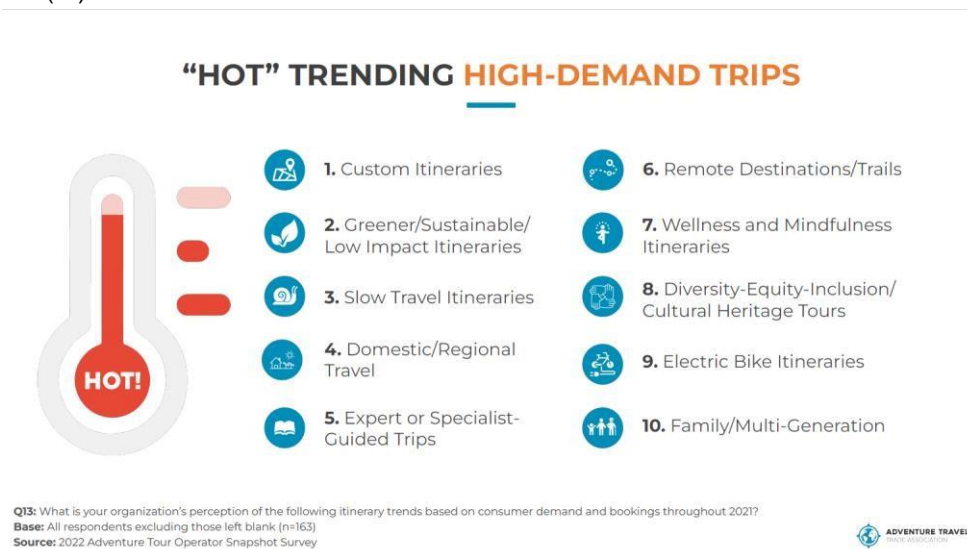 “HOT” TRENDING HIGH-DEMAND TRIPS
HOT!
1. Custom Itineraries
2. Greener/Sustainable/
Low Impact Itineraries
3. Slow Travel Itineraries
4. Domestic/Regional
Travel
5. Expert or Specialist-
Guided Trips
6. Remote Destinations/Trails
7. Wellness and Mindfulness
Itineraries
8. Diversity-Equity-Inclusion/
Cultural Heritage Tours
9. Electric Bike Itineraries
10. Family/Multi-Generation
Q13: What is your organization's perception of the following itinerary trends based on consumer demand and bookings throughout 2021?
Base: All respondents excluding those left blank (n=163)
Source: 2022 Adventure Tour Operator Snapshot Survey
ADVENTURE TRAVEL
TRADE ASSOCIATION